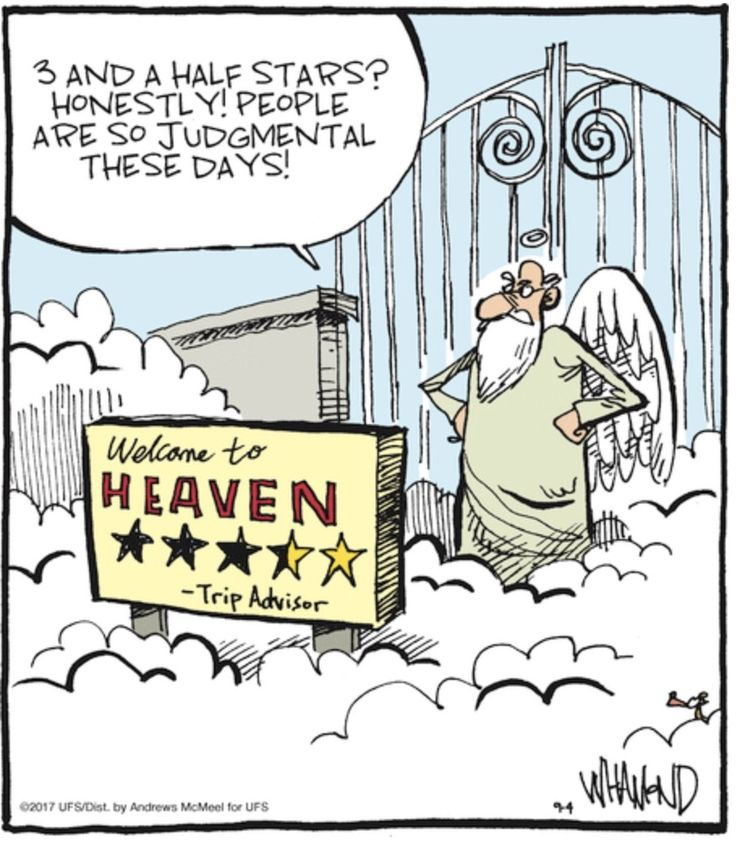 3 AND A HALF STARS?
HONESTLY! PEOPLE
ARE SO JUDGMENTAL
THESE DAYS!
Welcome to
HEAVEN
-Trip Advisor
©2017 UFS/Dist. by Andrews McMeel for UFS
9-4
WHAMOND